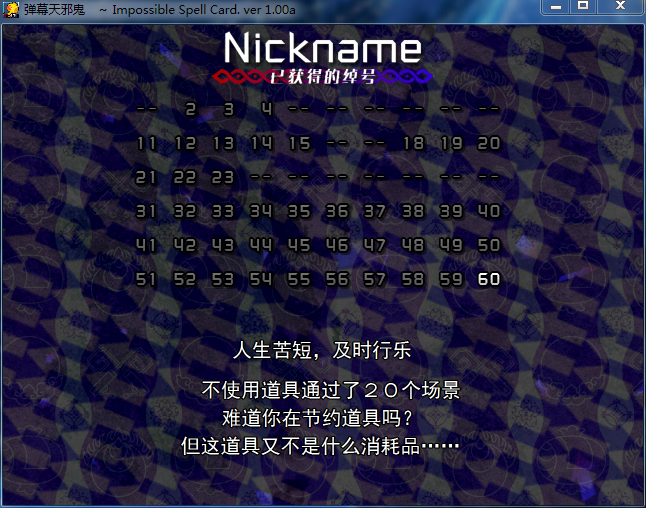 弹幕天邪鬼 ~ Impossible Spell Card. ver 1.00a
Nickname
已获得的绰号
-- 2 3 4 -- -- -- -- -- --
11 12 13 14 15 -- -- 18 19 20
21 22 23 -- -- -- -- -- -- --
31 32 33 34 35 36 37 38 39 40
41 42 43 44 45 46 47 48 49 50
51 52 53 54 55 56 57 58 59 60
人生苦短，及时行乐
不使用道具通过了２０个场景
难道你在节约道具吗？
但这道具又不是什么消耗品……